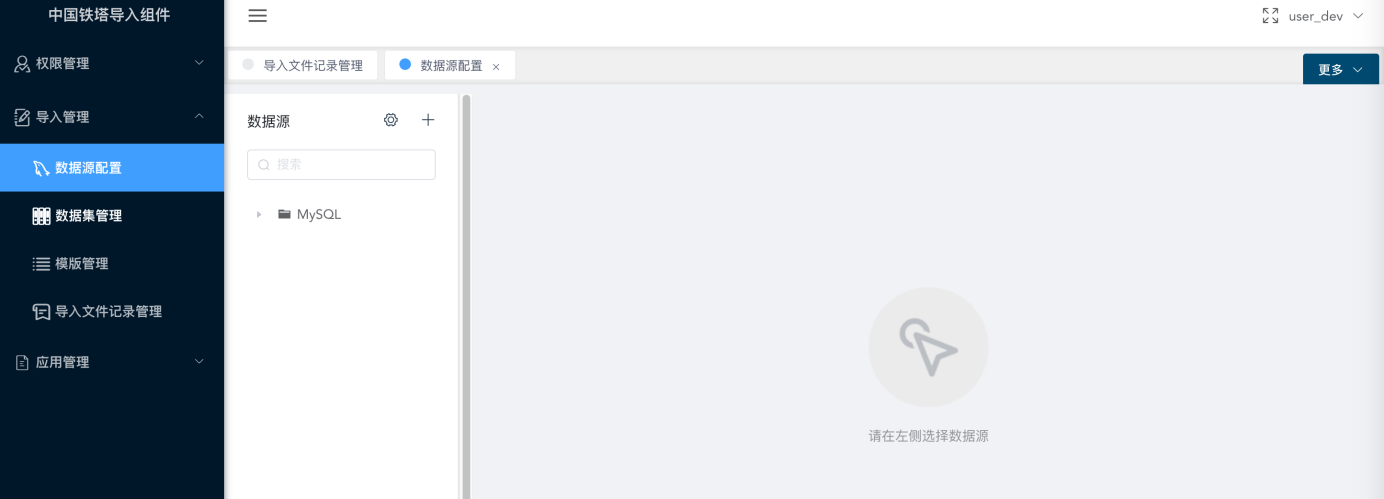 中国铁塔导入组件
user_dev
权限管理
导入管理
数据源配置
数据集管理
模版管理
导入文件记录管理
应用管理
导入文件记录管理
数据源配置
更多
数据源
搜索
MySQL
请在左侧选择数据源